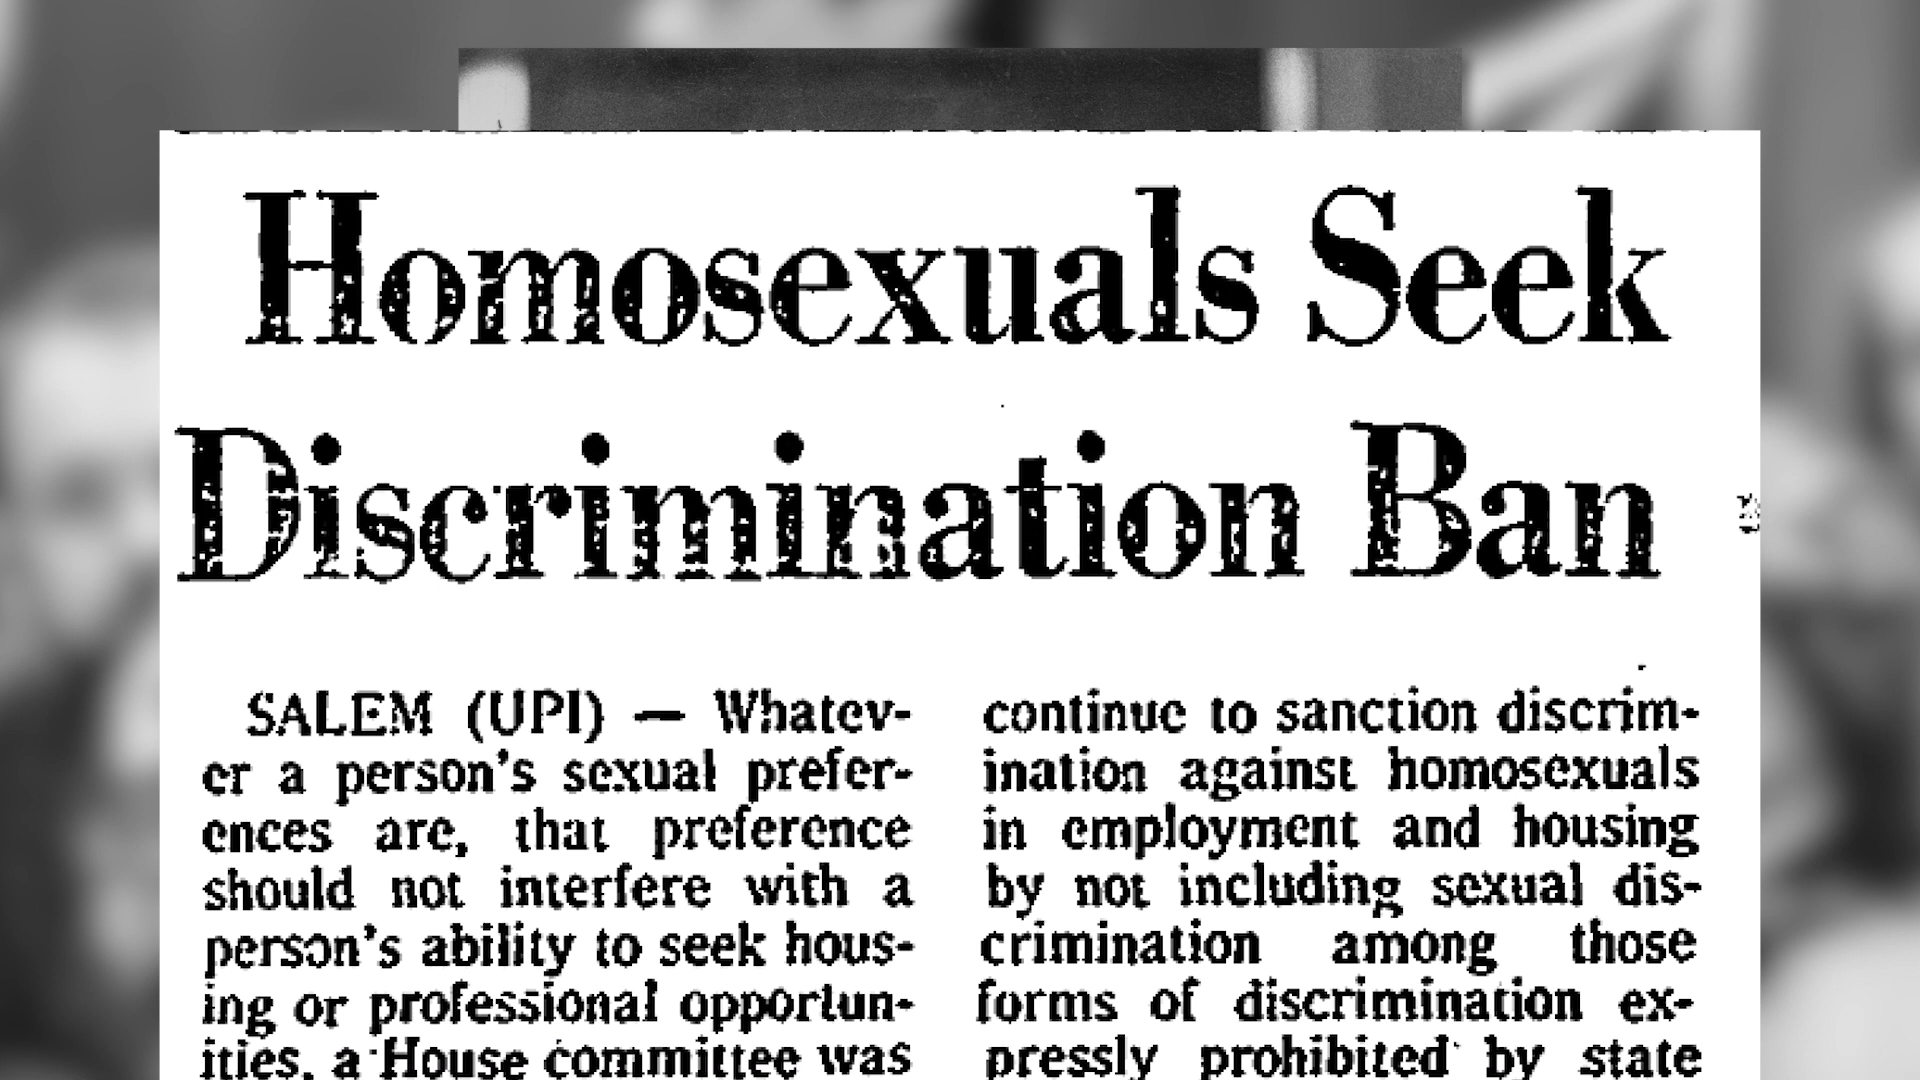 Homosexuals Seek
Discrimination Ban
SALEM (UPI) — Whatev-
er a person's sexual prefer-
ences are, that preference
should not interfere with a
person's ability to seek hous-
ing or professional opportun-
ities, a House committee was
continue to sanction discrim-
ination against homosexuals
in employment and housing
by not including sexual dis-
crimination among those
forms of discrimination ex-
pressly prohibited by state